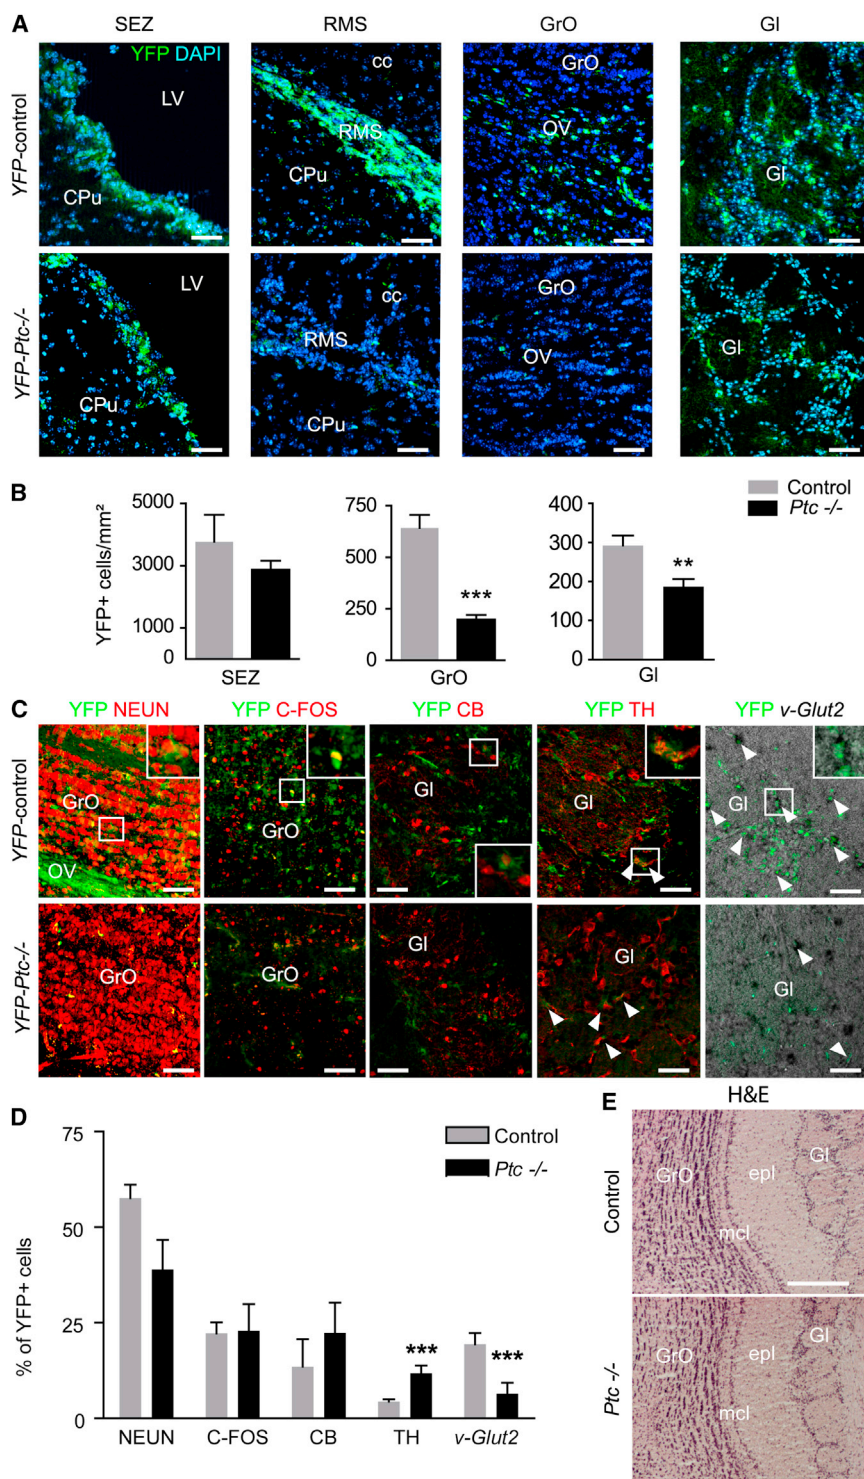 A
SEZ RMS GrO Gl
YFP DAPI
YFP-control
LV
CPu
cc
RMS
CPu
GrO
OV
Gl
YFP-Ptc-/-
LV
CPu
cc
RMS
CPu
GrO
OV
Gl
B
Control
Ptc -/-
YFP+ cells/mm²
5000
3000
1000
0
SEZ
750
500
250
0
***
GrO
400
300
200
100
0
**
Gl
C
YFP NEUN YFP C-FOS YFP CB YFP TH YFP v-Glut2
YFP-control
GrO
OV
GrO
Gl
Gl
Gl
YFP-Ptc-/-
GrO
GrO
Gl
Gl
Gl
D
Control
Ptc -/-
% of YFP+ cells
75
50
25
0
*** ***
NEUN C-FOS CB TH v-Glut2
E
H&E
Control
GrO
epl
Gl
mcl
Ptc -/-
GrO
epl
Gl
mcl